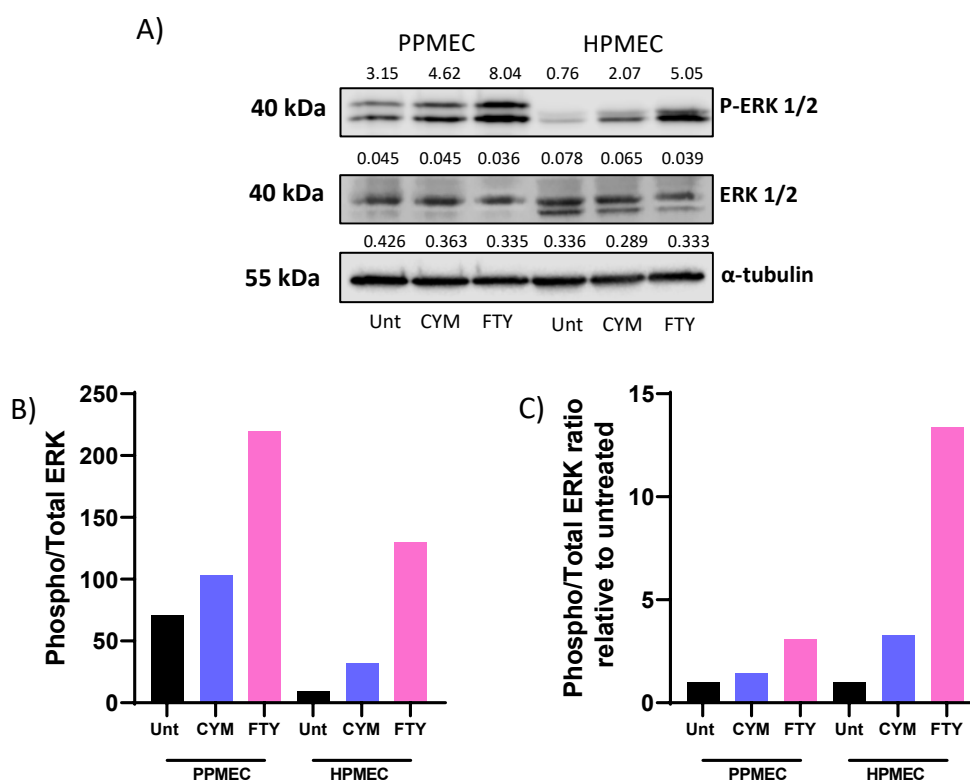 A)
PPMEC HPMEC
3.15 4.62 8.04 0.76 2.07 5.05
40 kDa P-ERK 1/2
0.045 0.045 0.036 0.078 0.065 0.039
40 kDa ERK 1/2
0.426 0.363 0.335 0.336 0.289 0.333
55 kDa α-tubulin
Unt CYM FTY Unt CYM FTY
B)
Phospho/Total ERK
250
200
150
100
50
0
Unt CYM FTY Unt CYM FTY
PPMEC HPMEC
C)
Phospho/Total ERK ratio
relative to untreated
15
10
5
0
Unt CYM FTY Unt CYM FTY
PPMEC HPMEC